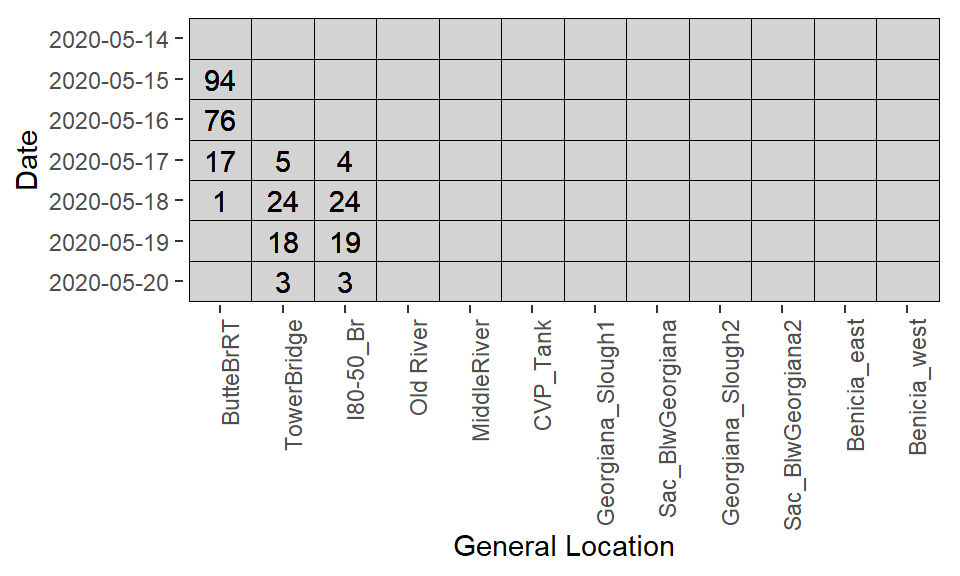 2020-05-14
2020-05-15 94
2020-05-16 76
2020-05-17 17 5 4
2020-05-18 1 24 24
2020-05-19 18 19
2020-05-20 3 3
Date
ButteBrRT
TowerBridge
I80-50_Br
Old River
MiddleRiver
CVP_Tank
Georgiana_Slough1
Sac_BlwGeorgiana
Georgiana_Slough2
Sac_BlwGeorgiana2
Benicia_east
Benicia_west
General Location